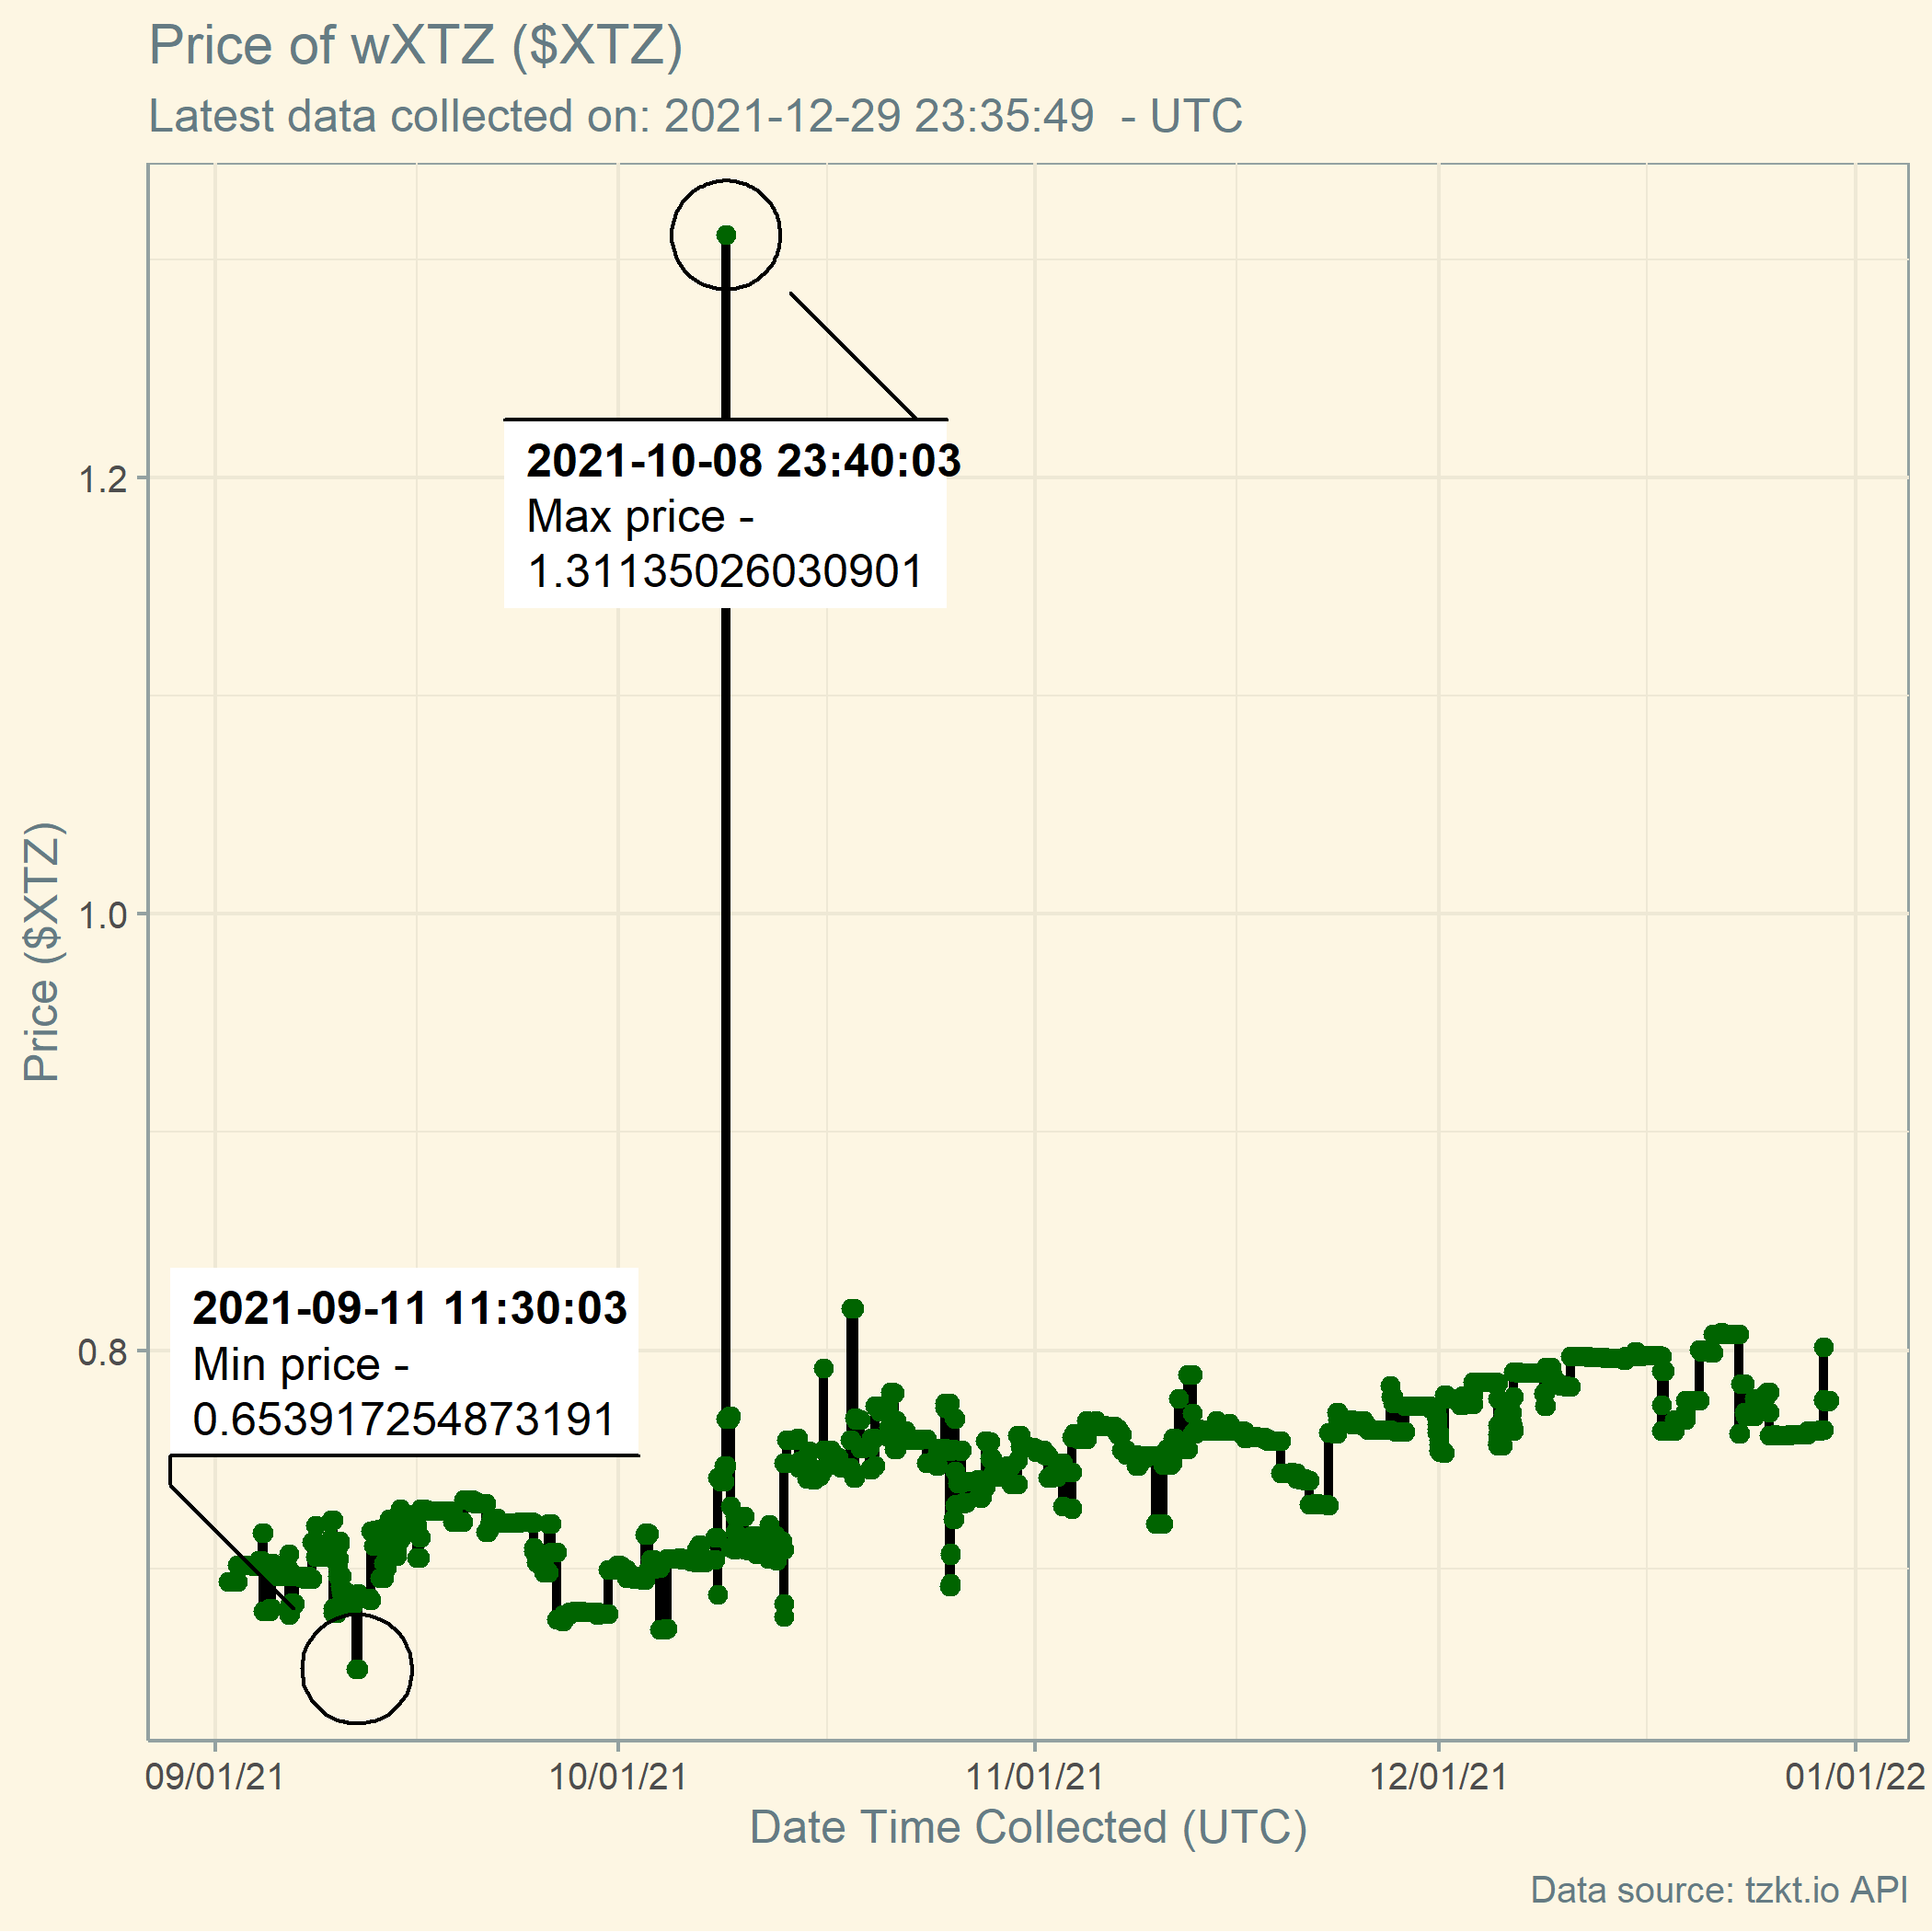 Price of wXTZ ($XTZ)
Latest data collected on: 2021-12-29 23:35:49  - UTC
2021-10-08 23:40:03
Max price -
1.31135026030901
1.2
1.0
0.8
Price ($XTZ)
2021-09-11 11:30:03
Min price -
0.653917254873191
09/01/21
10/01/21
11/01/21
12/01/21
01/01/22
Date Time Collected (UTC)
Data source: tzkt.io API